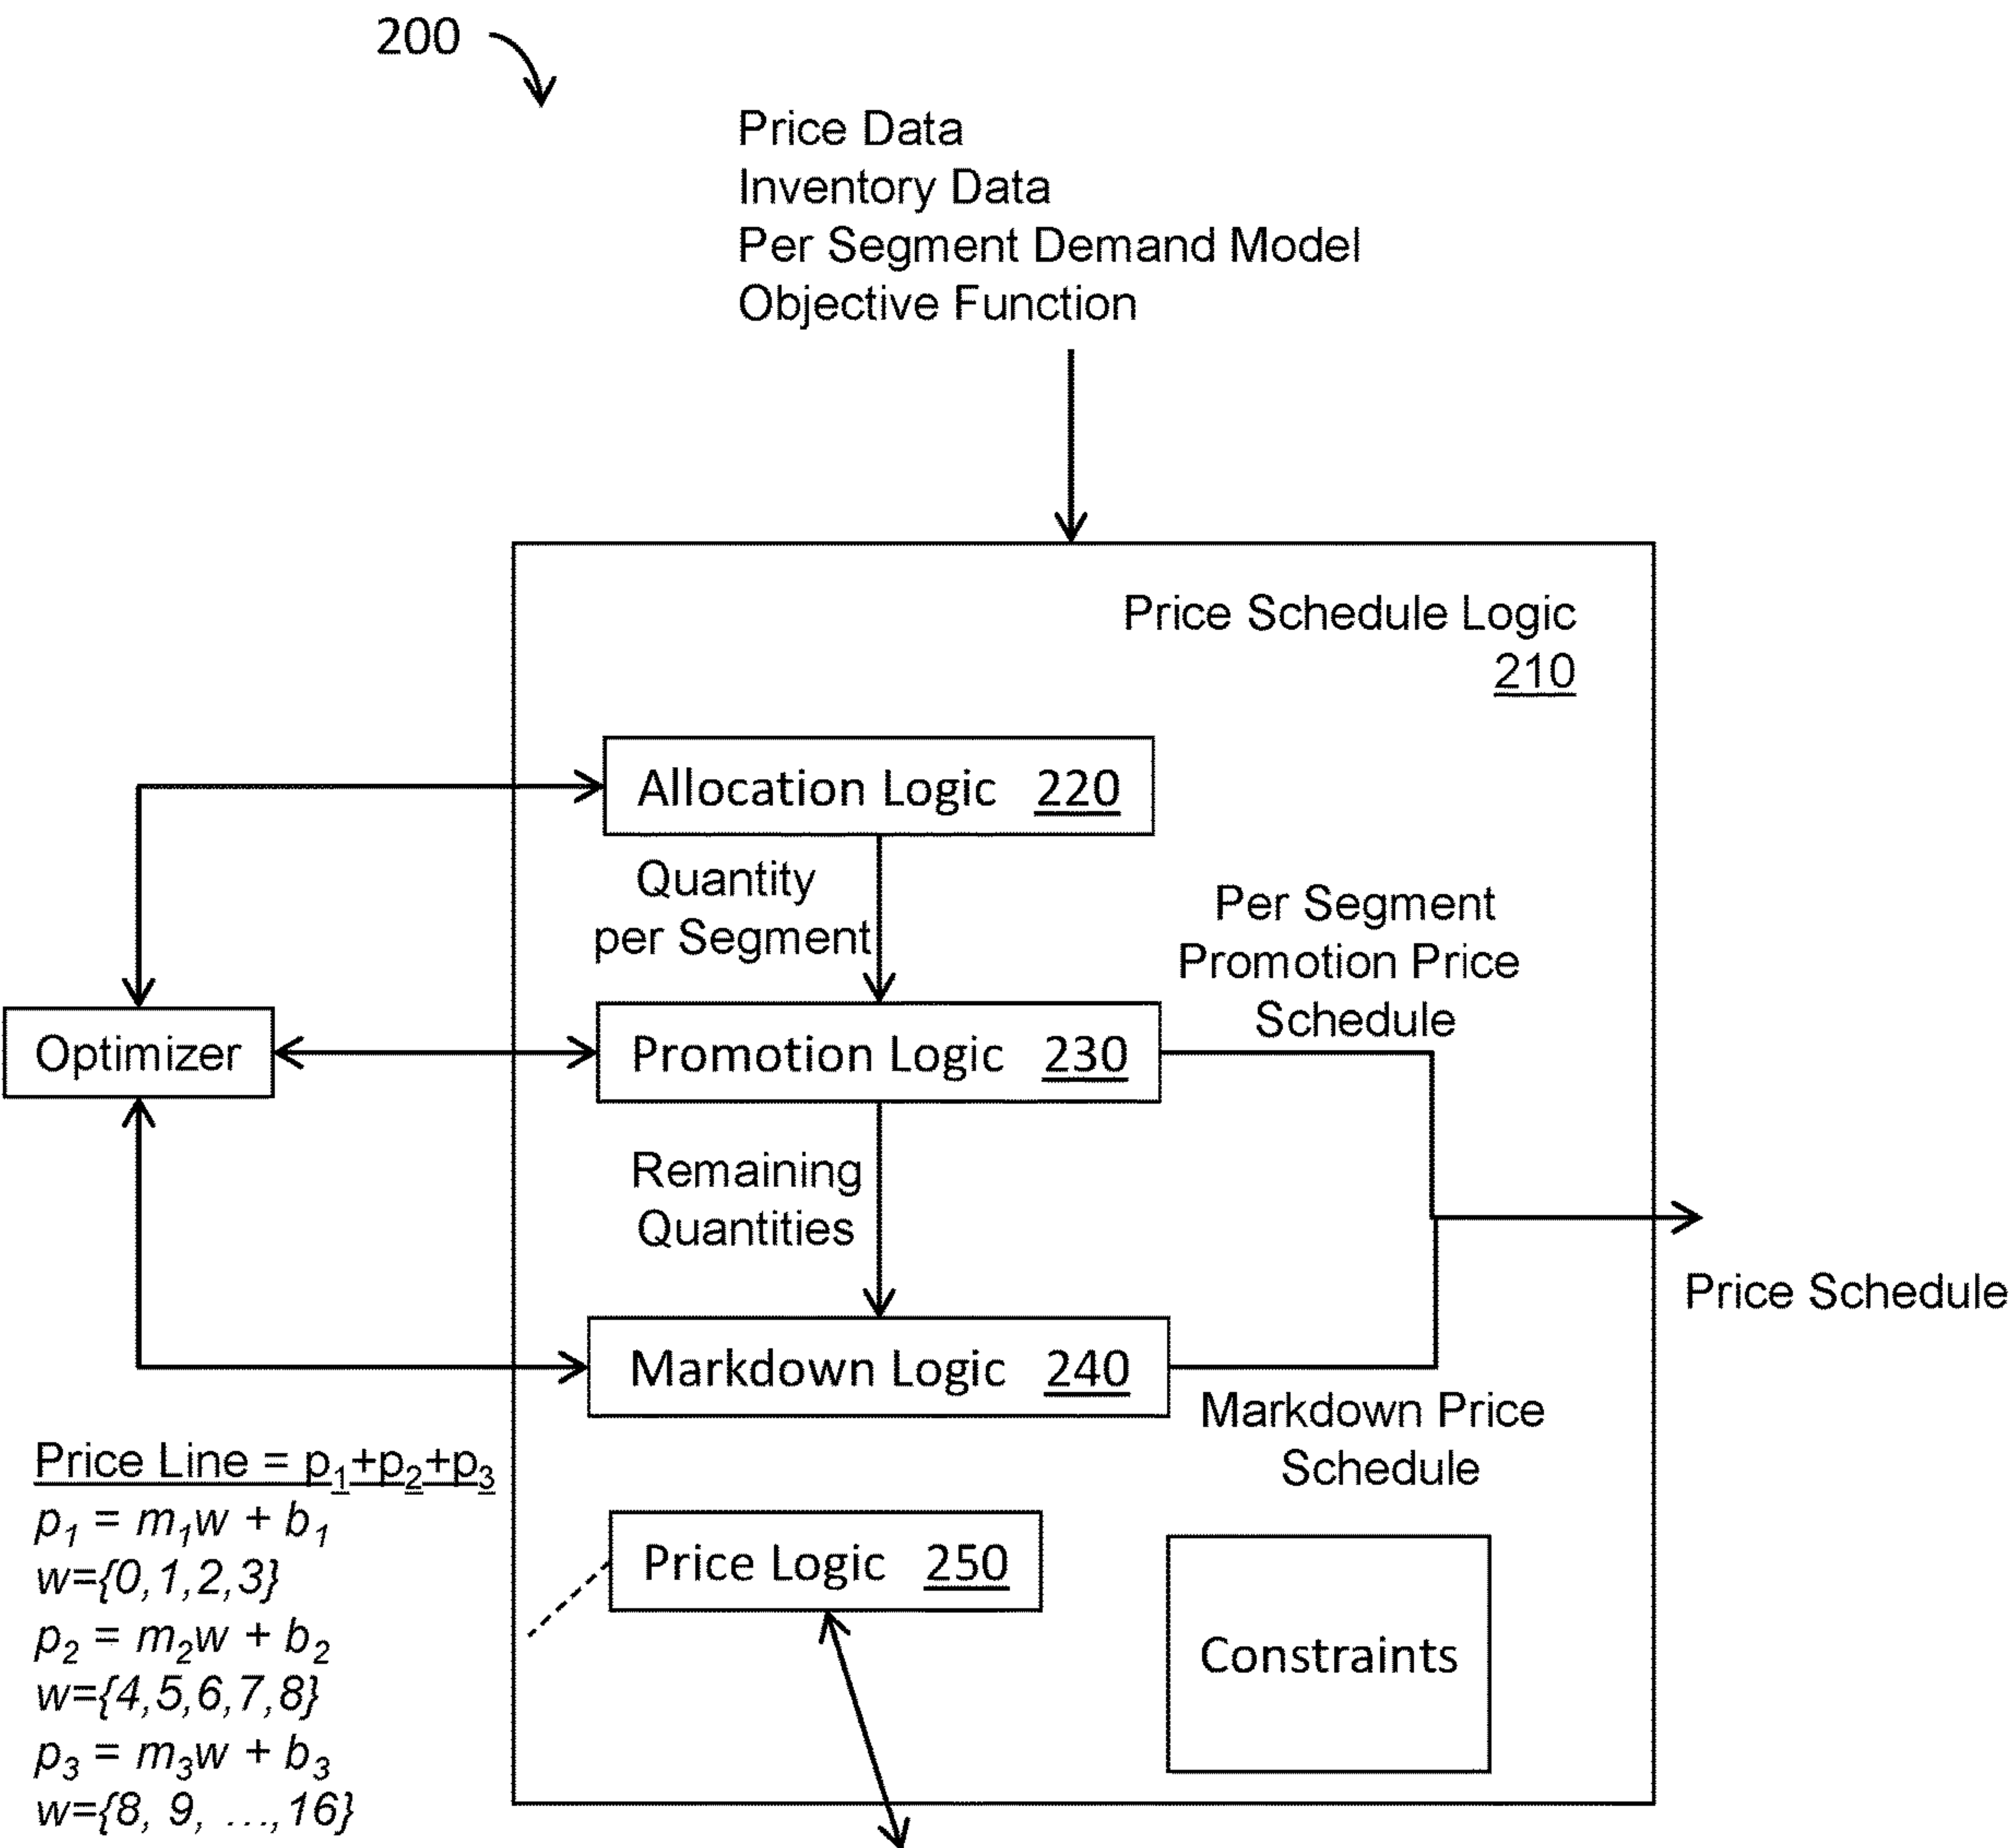 200
Price Data
Inventory Data
Per Segment Demand Model
Objective Function
Price Schedule Logic
210
Allocation Logic 220
Quantity
per Segment
Per Segment
Promotion Price
Schedule
Optimizer
Promotion Logic 230
Remaining
Quantities
Price Schedule
Markdown Logic 240
Markdown Price
Schedule
Price Line = p₁+p₂+p₃
p₁ = m₁w + b₁
w={0,1,2,3}
p₂ = m₂w + b₂
w={4,5,6,7,8}
p₃ = m₃w + b₃
w={8, 9, ...,16}
Price Logic 250
Constraints